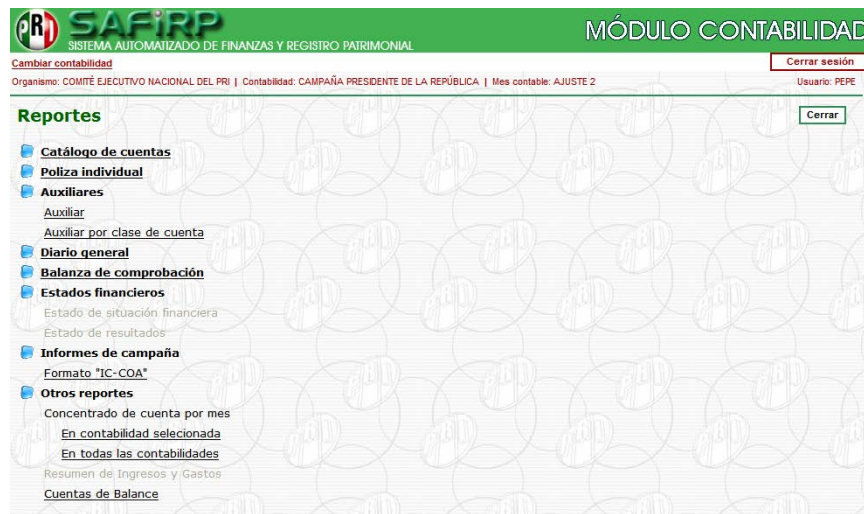 PRI SAFiRP
MÓDULO CONTABILIDAD
SISTEMA AUTOMATIZADO DE FINANZAS Y REGISTRO PATRIMONIAL
Cambiar contabilidad
Cerrar sesión
Organismo: COMITÉ EJECUTIVO NACIONAL DEL PRI | Contabilidad: CAMPAÑA PRESIDENTE DE LA REPÚBLICA | Mes contable: AJUSTE 2
Usuario: PEPE
Reportes
Cerrar
Catálogo de cuentas
Poliza individual
Auxiliares
Auxiliar
Auxiliar por clase de cuenta
Diario general
Balanza de comprobación
Estados financieros
Estado de situación financiera
Estado de resultados
Informes de campaña
Formato "IC-COA"
Otros reportes
Concentrado de cuenta por mes
En contabilidad selecionada
En todas las contabilidades
Resumen de Ingresos y Gastos
Cuentas de Balance